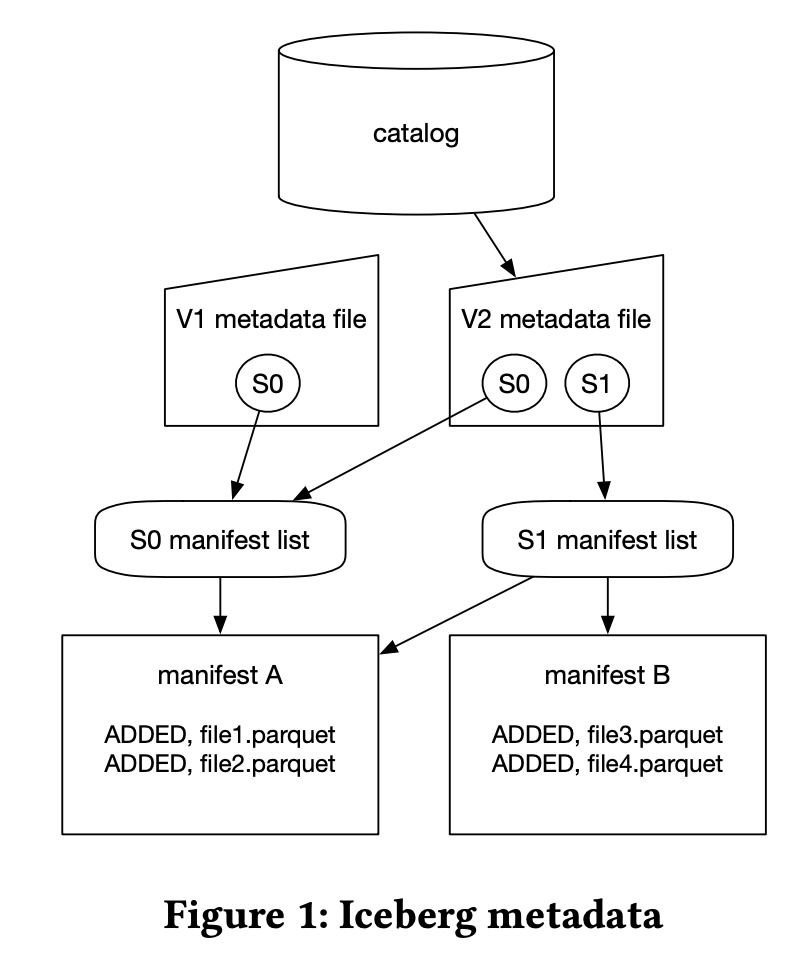 catalog
V1 metadata file
S0
V2 metadata file
S0
S1
S0 manifest list
S1 manifest list
manifest A
ADDED, file1.parquet
ADDED, file2.parquet
manifest B
ADDED, file3.parquet
ADDED, file4.parquet
Figure 1: Iceberg metadata